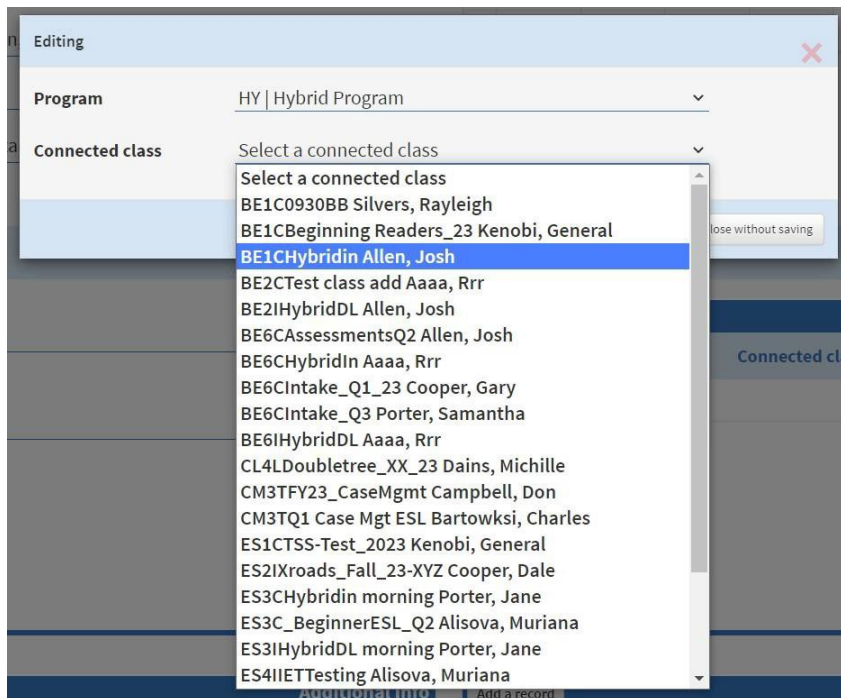 Editing
Program
HY | Hybrid Program
Connected class
Select a connected class
Select a connected class
BE1C0930BB Silvers, Rayleigh
BE1CBeginning Readers_23 Kenobi, General
BE1CHybridin Allen, Josh
BE2CTest class add Aaaa, Rrr
BE2IHybridDL Allen, Josh
BE6CAssessmentsQ2 Allen, Josh
BE6CHybridIn Aaaa, Rrr
BE6CIntake_Q1_23 Cooper, Gary
BE6CIntake_Q3 Porter, Samantha
BE6IHybridDL Aaaa, Rrr
CL4LDoubletree_XX_23 Dains, Michille
CM3TFY23_CaseMgmt Campbell, Don
CM3TQ1 Case Mgt ESL Bartowksi, Charles
ES1CTSS-Test_2023 Kenobi, General
ES2IXroads_Fall_23-XYZ Cooper, Dale
ES3CHybridin morning Porter, Jane
ES3C_BeginnerESL_Q2 Alisova, Muriana
ES3IHybridDL morning Porter, Jane
ES4IIETTesting Alisova, Muriana
lose without saving
Connected cl
Additional Info
Add a record